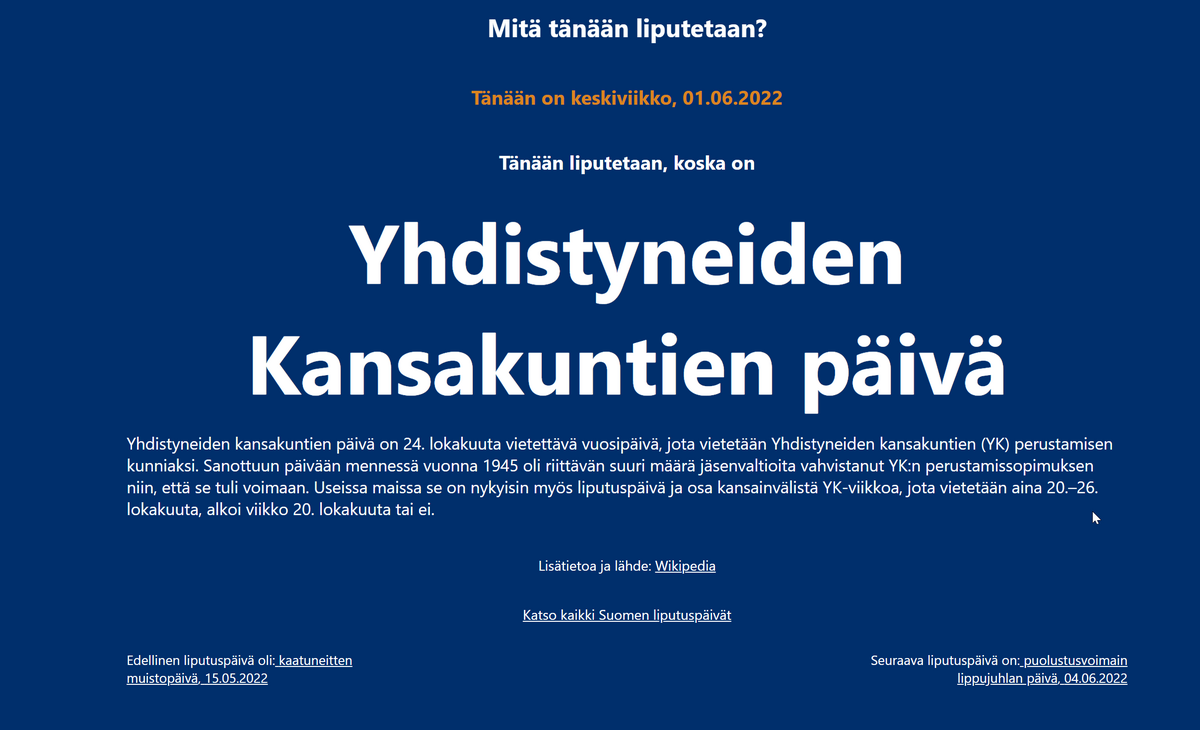 Mitä tänään liputetaan?
Tänään on keskiviikko, 01.06.2022
Tänään liputetaan, koska on
Yhdistyneiden
Kansakuntien päivä
Yhdistyneiden kansakuntien päivä on 24. lokakuuta vietettävä vuosipäivä, jota vietetään Yhdistyneiden kansakuntien (YK) perustamisen
kunniaksi. Sanottuun päivään mennessä vuonna 1945 oli riittävän suuri määrä jäsenvaltioita vahvistanut YK:n perustamissopimuksen
niin, että se tuli voimaan. Useissa maissa se on nykyisin myös liputuspäivä ja osa kansainvälistä YK-viikkoa, jota vietetään aina 20.–26.
lokakuuta, alkoi viikko 20. lokakuuta tai ei.
Lisätietoa ja lähde: Wikipedia
Katso kaikki Suomen liputuspäivät
Edellinen liputuspäivä oli: kaatuneitten
muistopäivä, 15.05.2022
Seuraava liputuspäivä on: puolustusvoimain
lippujuhlan päivä, 04.06.2022